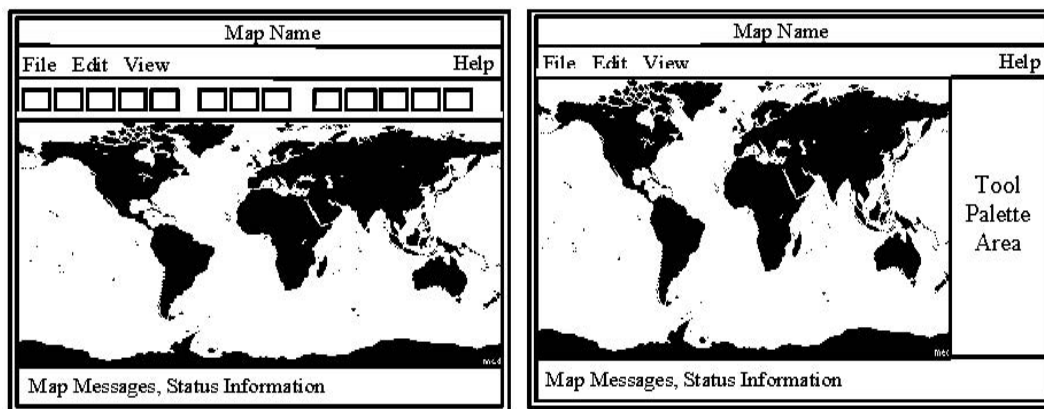 Map Name
File Edit View Help
Map Messages, Status Information
Map Name
File Edit View Help
Tool
Palette
Area
Map Messages, Status Information